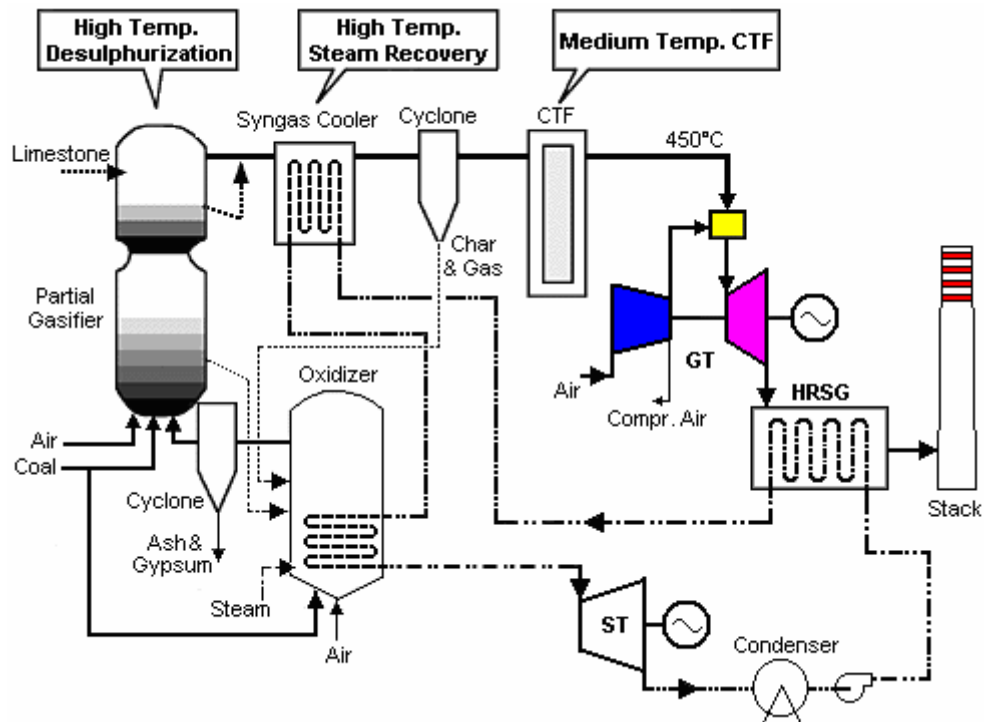 High Temp.
Desulphurization
High Temp.
Steam Recovery
Medium Temp. CTF
Syngas Cooler
Cyclone
CTF
450°C
Limestone
Char
& Gas
Partial
Gasifier
Oxidizer
GT
Air
Compr. Air
HRSG
Air
Coal
Cyclone
Stack
Ash &
Gypsum
Steam
Air
ST
Condenser